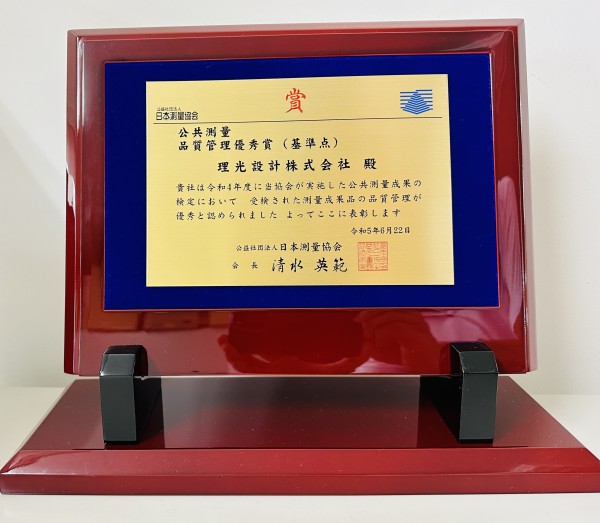 賞
公益社団法人
日本測量協会
公共測量
品質管理優秀賞(基準点)
理光設計株式会社 殿
貴社は令和4年度に当協会が実施した公共測量成果の
検定において 受検された測量成果品の品質管理が
優秀と認められました よってここに表彰します
令和5年6月22日
公益社団法人日本測量協会
会長 清水 英範